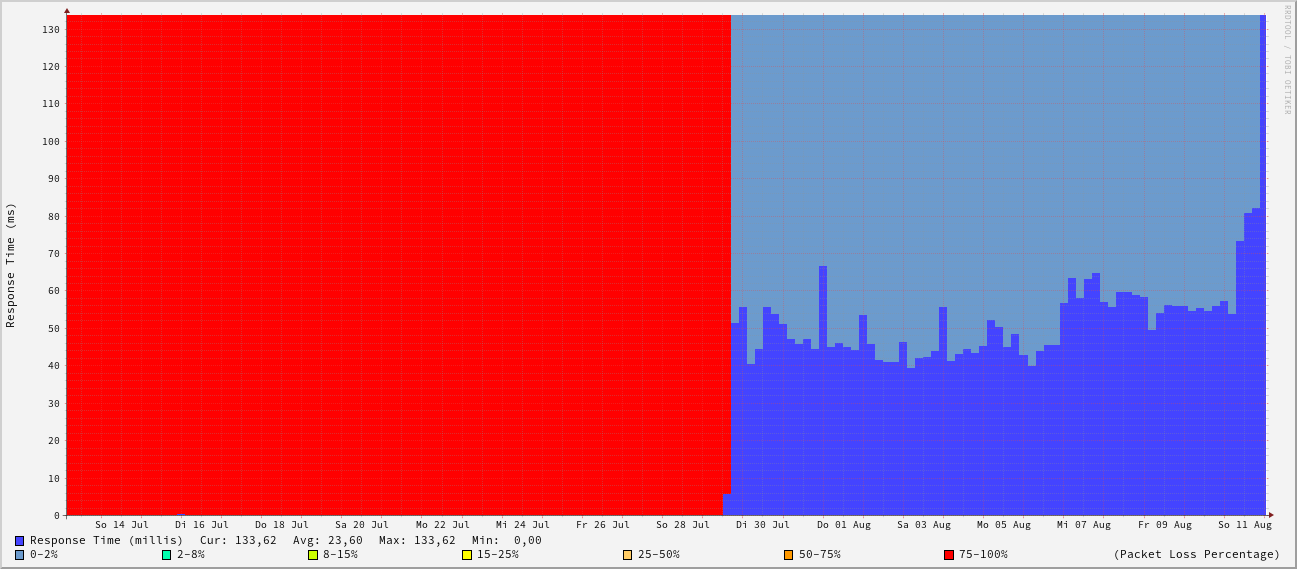 RRDTOOL / TOBI OETIKER
Response Time (ms)
130
120
110
100
90
80
70
60
50
40
30
20
10
0
So 14 Jul Di 16 Jul Do 18 Jul Sa 20 Jul Mo 22 Jul Mi 24 Jul Fr 26 Jul So 28 Jul Di 30 Jul Do 01 Aug Sa 03 Aug Mo 05 Aug Mi 07 Aug Fr 09 Aug So 11 Aug
Response Time (millis) Cur: 133,62 Avg: 23,60 Max: 133,62 Min: 0,00
0-2% 2-8% 8-15% 15-25% 25-50% 50-75% 75-100% (Packet Loss Percentage)